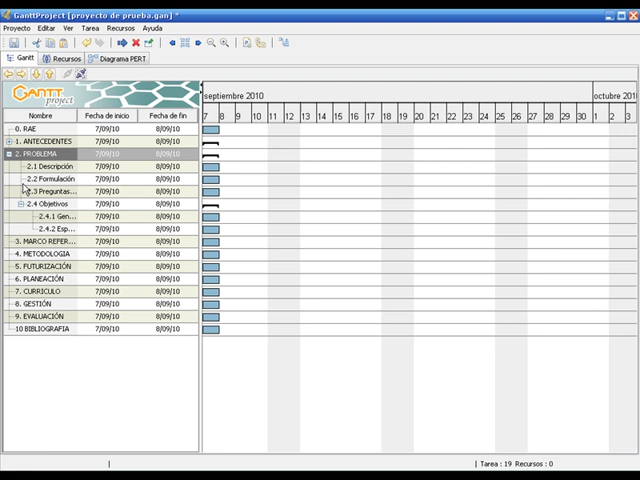 GanttProject [proyecto de prueba.gan] *
Proyecto Editar Ver Tarea Recursos Ayuda
Gantt Recursos Diagrama PERT
GANTT project
septiembre 2010 octubre 201
Nombre Fecha de inicio Fecha de fin 7 8 9 10 11 12 13 14 15 16 17 18 19 20 21 22 23 24 25 26 27 28 29 30 1 2 3
0. RAE 7/09/10 8/09/10
1. ANTECEDENTES 7/09/10 8/09/10
2. PROBLEMA 7/09/10 8/09/10
2.1 Descripción 7/09/10 8/09/10
2.2 Formulación 7/09/10 8/09/10
2.3 Preguntas... 7/09/10 8/09/10
2.4 Objetivos 7/09/10 8/09/10
2.4.1 Gen... 7/09/10 8/09/10
2.4.2 Esp... 7/09/10 8/09/10
3. MARCO REFER... 7/09/10 8/09/10
4. METODOLOGIA 7/09/10 8/09/10
5. FUTURIZACIÓN 7/09/10 8/09/10
6. PLANEACIÓN 7/09/10 8/09/10
7. CURRICULO 7/09/10 8/09/10
8. GESTIÓN 7/09/10 8/09/10
9. EVALUACIÓN 7/09/10 8/09/10
10 BIBLIOGRAFIA 7/09/10 8/09/10
Tarea : 19 Recursos : 0